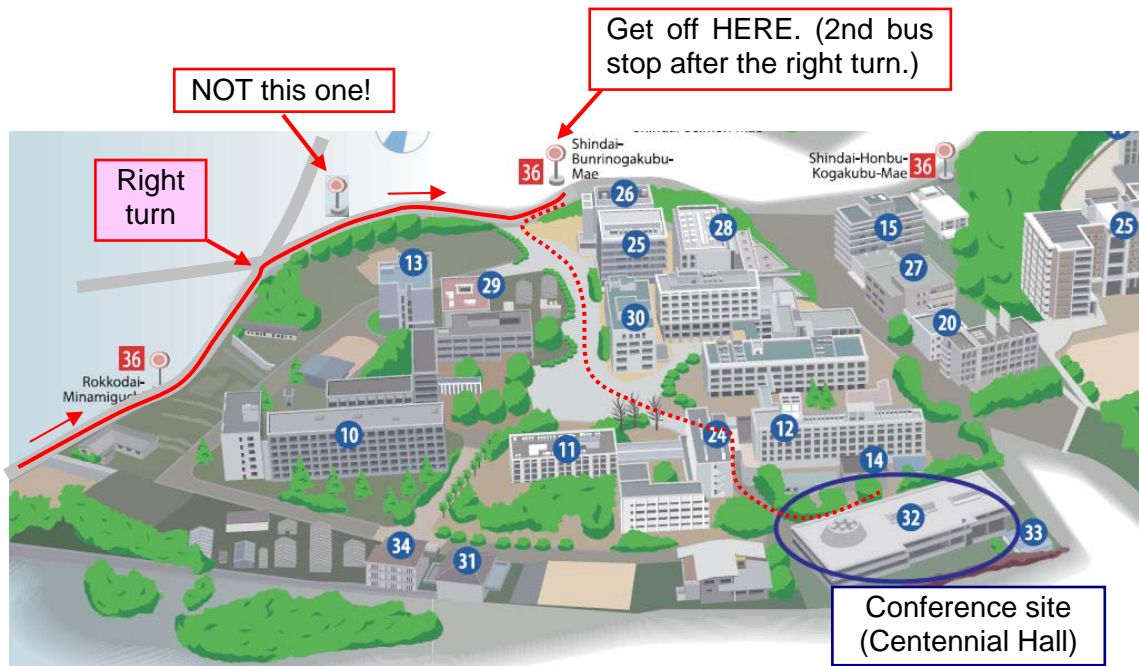 Get off HERE. (2nd bus
stop after the right turn.)
NOT this one!
Right
turn
36
Shindai-
Bunrinogakubu-
Mae
Shindai-Honbu-
Kogakubu-Mae
36
26
25
28
15
25
13
29
27
30
20
36
Rokkodai-
10
11
24
12
14
32
33
34
31
Conference site
(Centennial Hall)